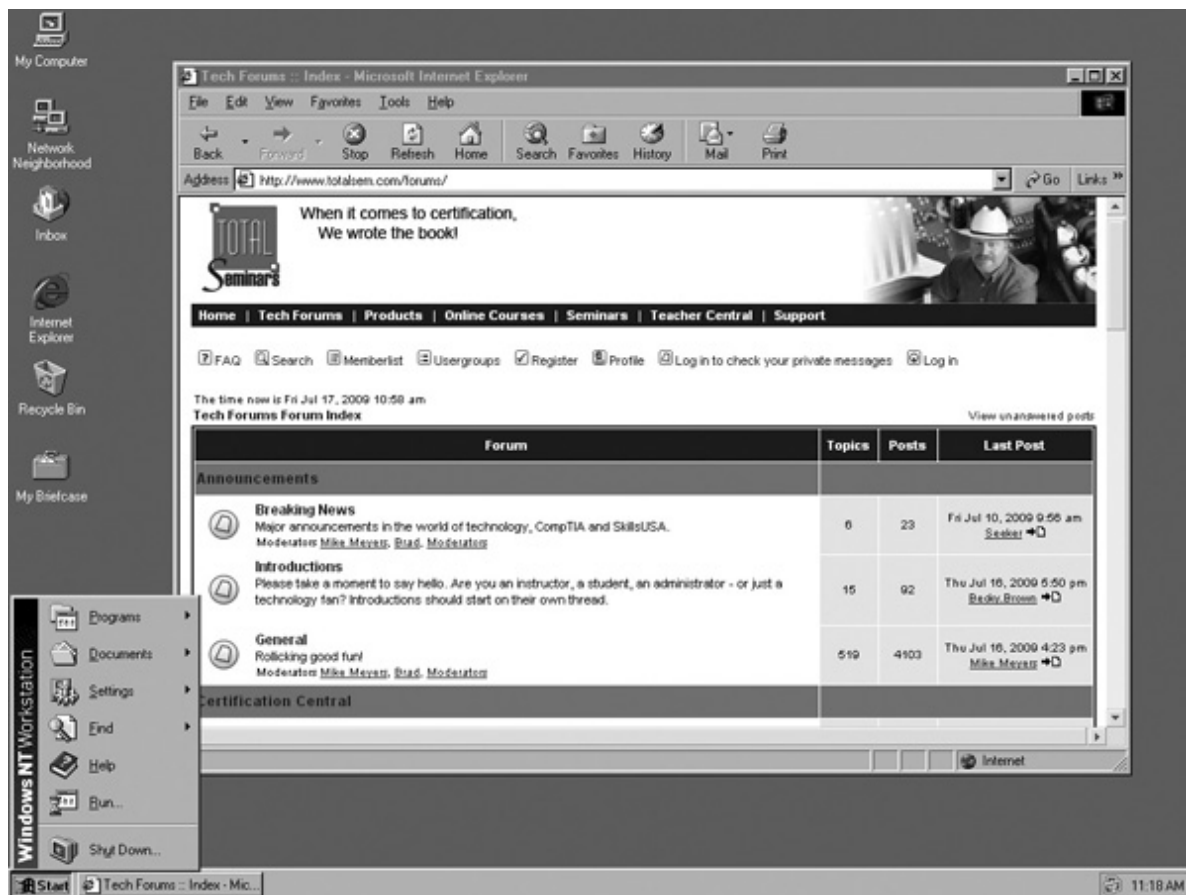 My Computer
Network
Neighborhood
Inbox
Internet
Explorer
Recycle Bin
My Briefcase
Tech Forums :: Index - Microsoft Internet Explorer
File Edit View Favorites Tools Help
Back Forward Stop Refresh Home Search Favorites History Mail Print
Address http://www.totalsem.com/forums/ Go Links »
TOTAL
Seminars
When it comes to certification,
We wrote the book!
Home | Tech Forums | Products | Online Courses | Seminars | Teacher Central | Support
FAQ Search Memberlist Usergroups Register Profile Log in to check your private messages Log in
The time now is Fri Jul 17, 2009 10:58 am
Tech Forums Forum Index View unanswered posts
Forum Topics Posts Last Post
Announcements
Breaking News
Major announcements in the world of technology, CompTIA and SkillsUSA.
Moderators Mike Meyers, Brad, Moderators
6 23 Fri Jul 10, 2009 9:56 am
Seeker
Introductions
Please take a moment to say hello. Are you an instructor, a student, an administrator - or just a
technology fan? Introductions should start on their own thread.
15 92 Thu Jul 16, 2009 5:50 pm
Becky Brown
General
Rollicking good fun!
Moderators Mike Meyers, Brad, Moderators
519 4103 Thu Jul 16, 2009 4:23 pm
Mike Meyers
Certification Central
Internet
Windows NT Workstation
Programs
Documents
Settings
Find
Help
Run...
Shut Down...
Start Tech Forums :: Index - Mic... 11:18 AM